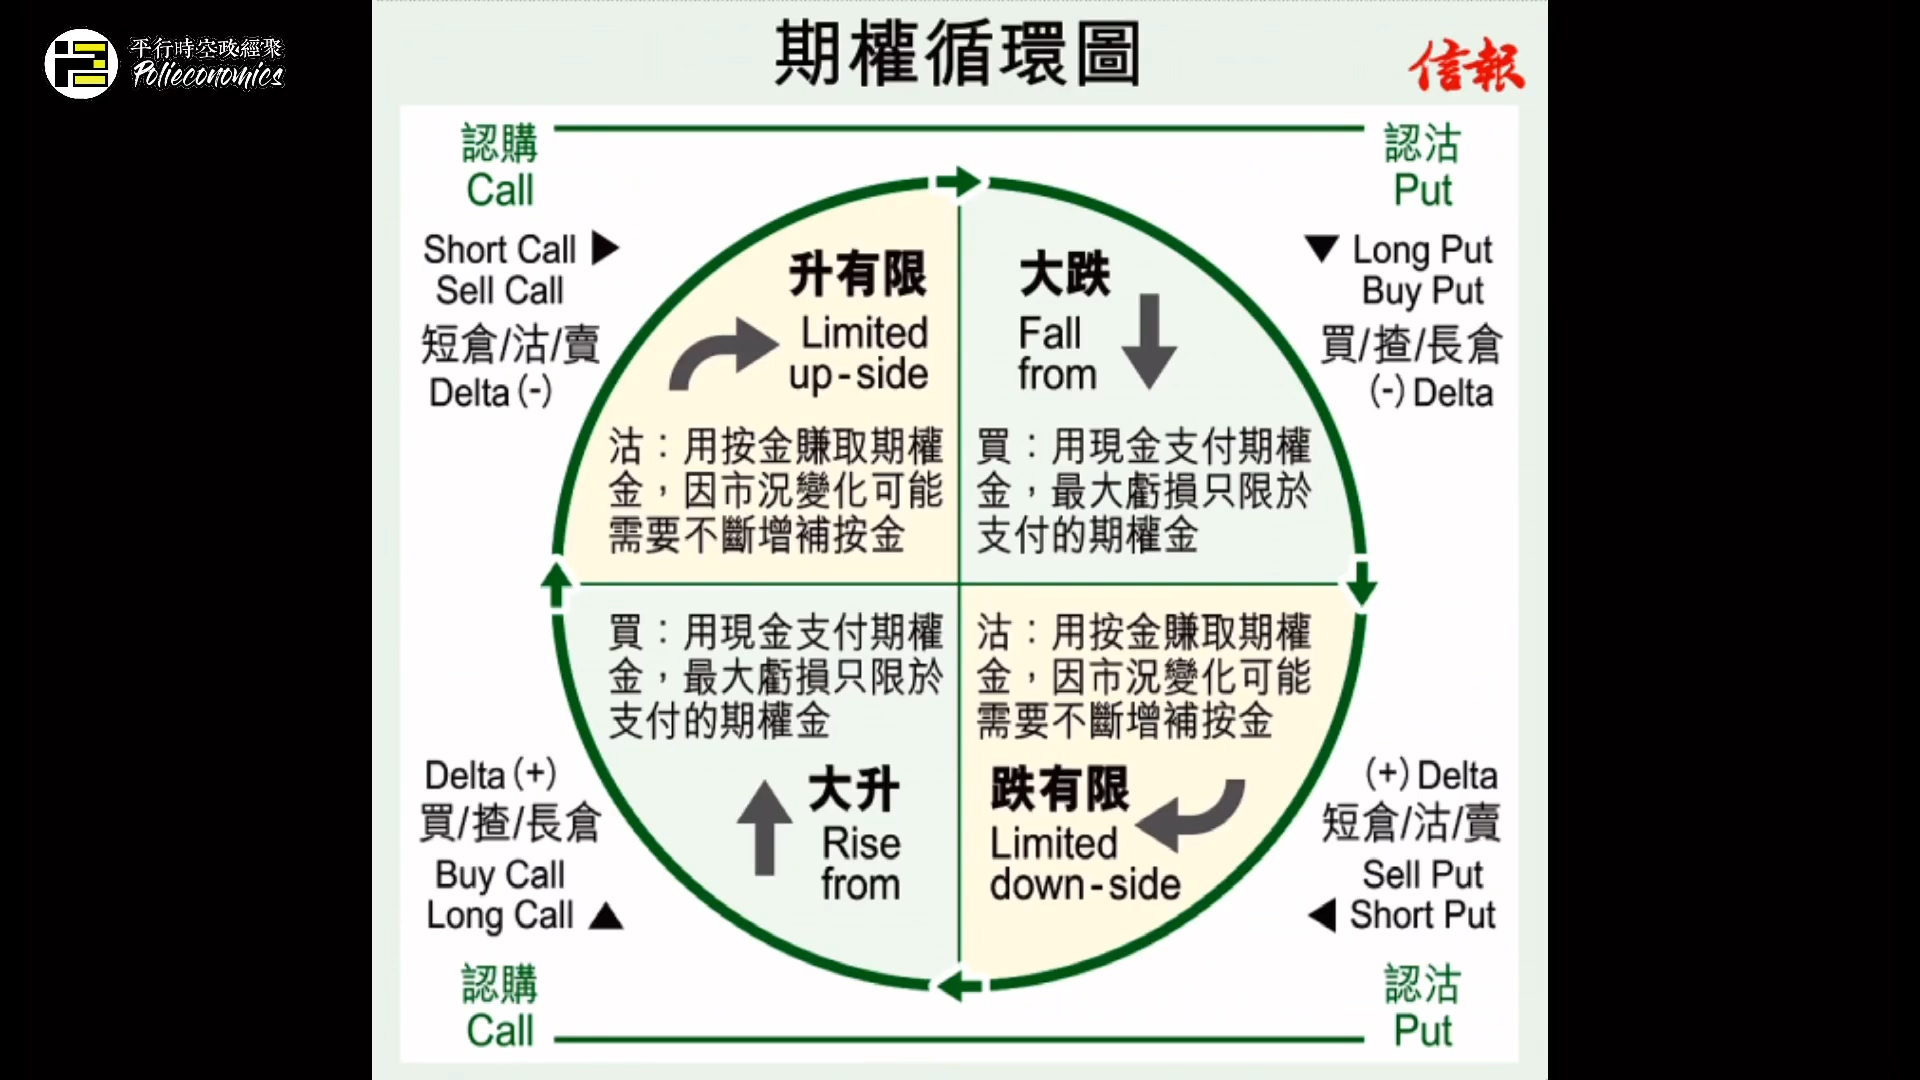 平行時空政經聚
Polieconomics
期權循環圖
信報
認購
Call
認沽
Put
Short Call
Sell Call
短倉/沽/賣
Delta (-)
升有限
Limited
up-side
沽：用按金賺取期權
金，因市況變化可能
需要不斷增補按金
大跌
Fall
from
買：用現金支付期權
金，最大虧損只限於
支付的期權金
Long Put
Buy Put
買/揸/長倉
(-) Delta
買：用現金支付期權
金，最大虧損只限於
支付的期權金
大升
Rise
from
沽：用按金賺取期權
金，因市況變化可能
需要不斷增補按金
跌有限
Limited
down-side
Delta (+)
買/揸/長倉
Buy Call
Long Call
(+) Delta
短倉/沽/賣
Sell Put
Short Put
認購
Call
認沽
Put